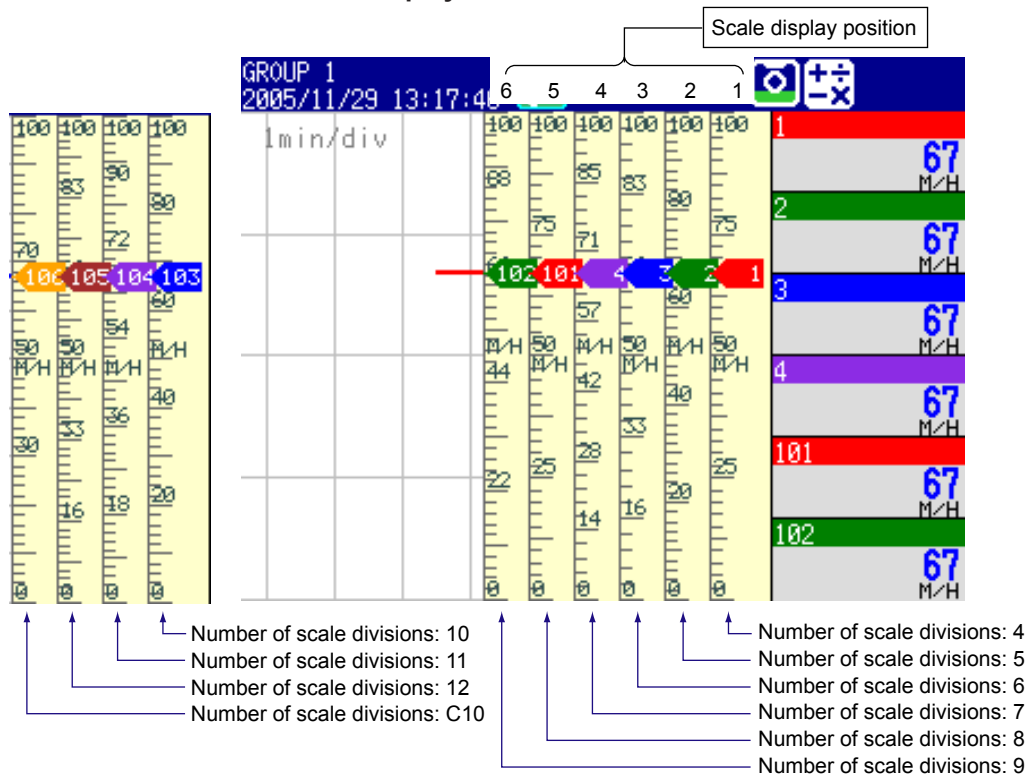 Scale display position
GROUP 1
2005/11/29 13:17:4
6 5 4 3 2 1
100 100 100 100
83 90 80
70 72
106 105 104 103
60
54
50 50 M/H
M/H M/H M/H
40
36
30 33
20
16 18
0 0 0 0
1min/div
100 100 100 100 100 100
88 85 83 80
75 71 75
102 101 4 3 2 1
57 60
M/H 50 M/H 50 M/H 50
44 M/H 42 M/H 40 M/H
33
22 25 28 20 25
14 16
0 0 0 0 0 0
1
67
M/H
2
67
M/H
3
67
M/H
4
67
M/H
101
67
M/H
102
67
M/H
Number of scale divisions: 10
Number of scale divisions: 11
Number of scale divisions: 12
Number of scale divisions: C10
Number of scale divisions: 4
Number of scale divisions: 5
Number of scale divisions: 6
Number of scale divisions: 7
Number of scale divisions: 8
Number of scale divisions: 9